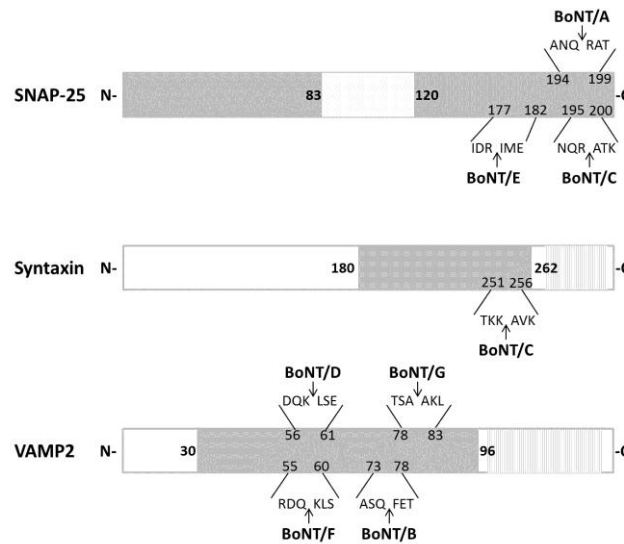 BoNT/A
ANQ RAT
194 199
SNAP-25 N- 83 120 -C
177 182 195 200
IDR IME NQR ATK
BoNT/E BoNT/C
Syntaxin N- 180 262 -C
251 256
TKK AVK
BoNT/C
BoNT/D BoNT/G
DQK LSE TSA AKL
56 61 78 83
VAMP2 N- 30 96 -C
55 60 73 78
RDQ KLS ASQ FET
BoNT/F BoNT/B